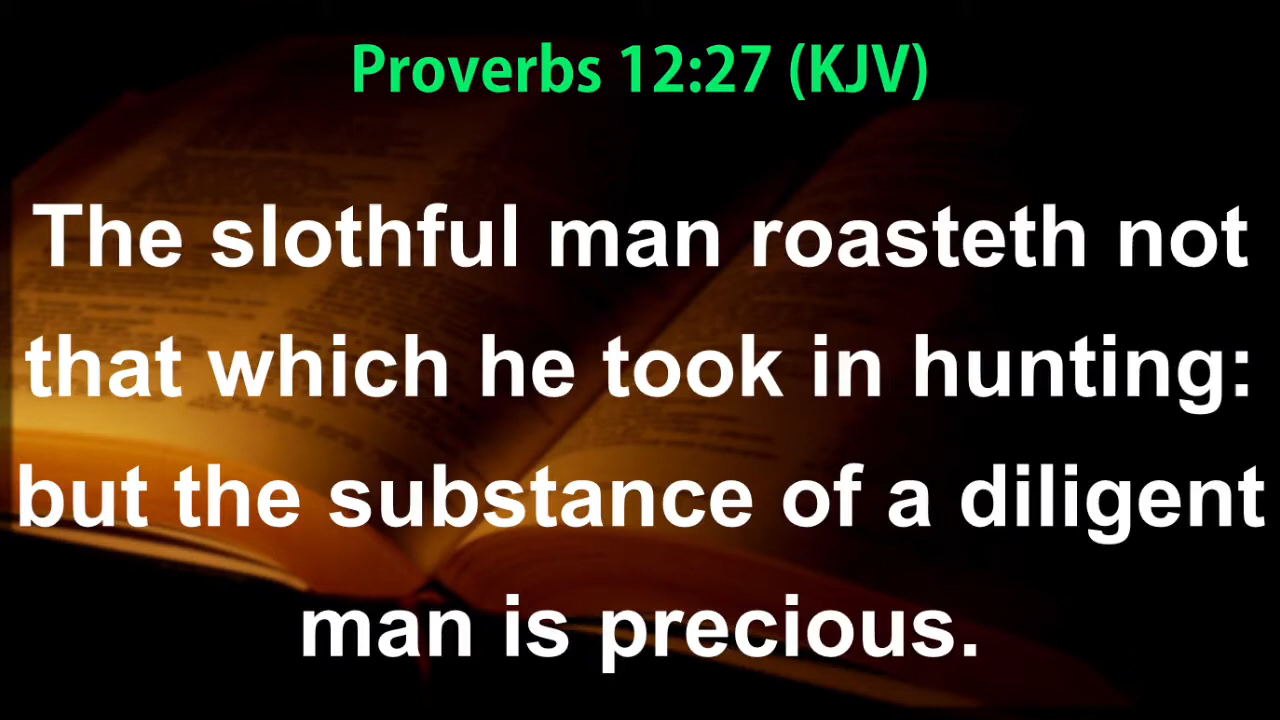 Proverbs 12:27 (KJV)
The slothful man roasteth not
that which he took in hunting:
but the substance of a diligent
man is precious.